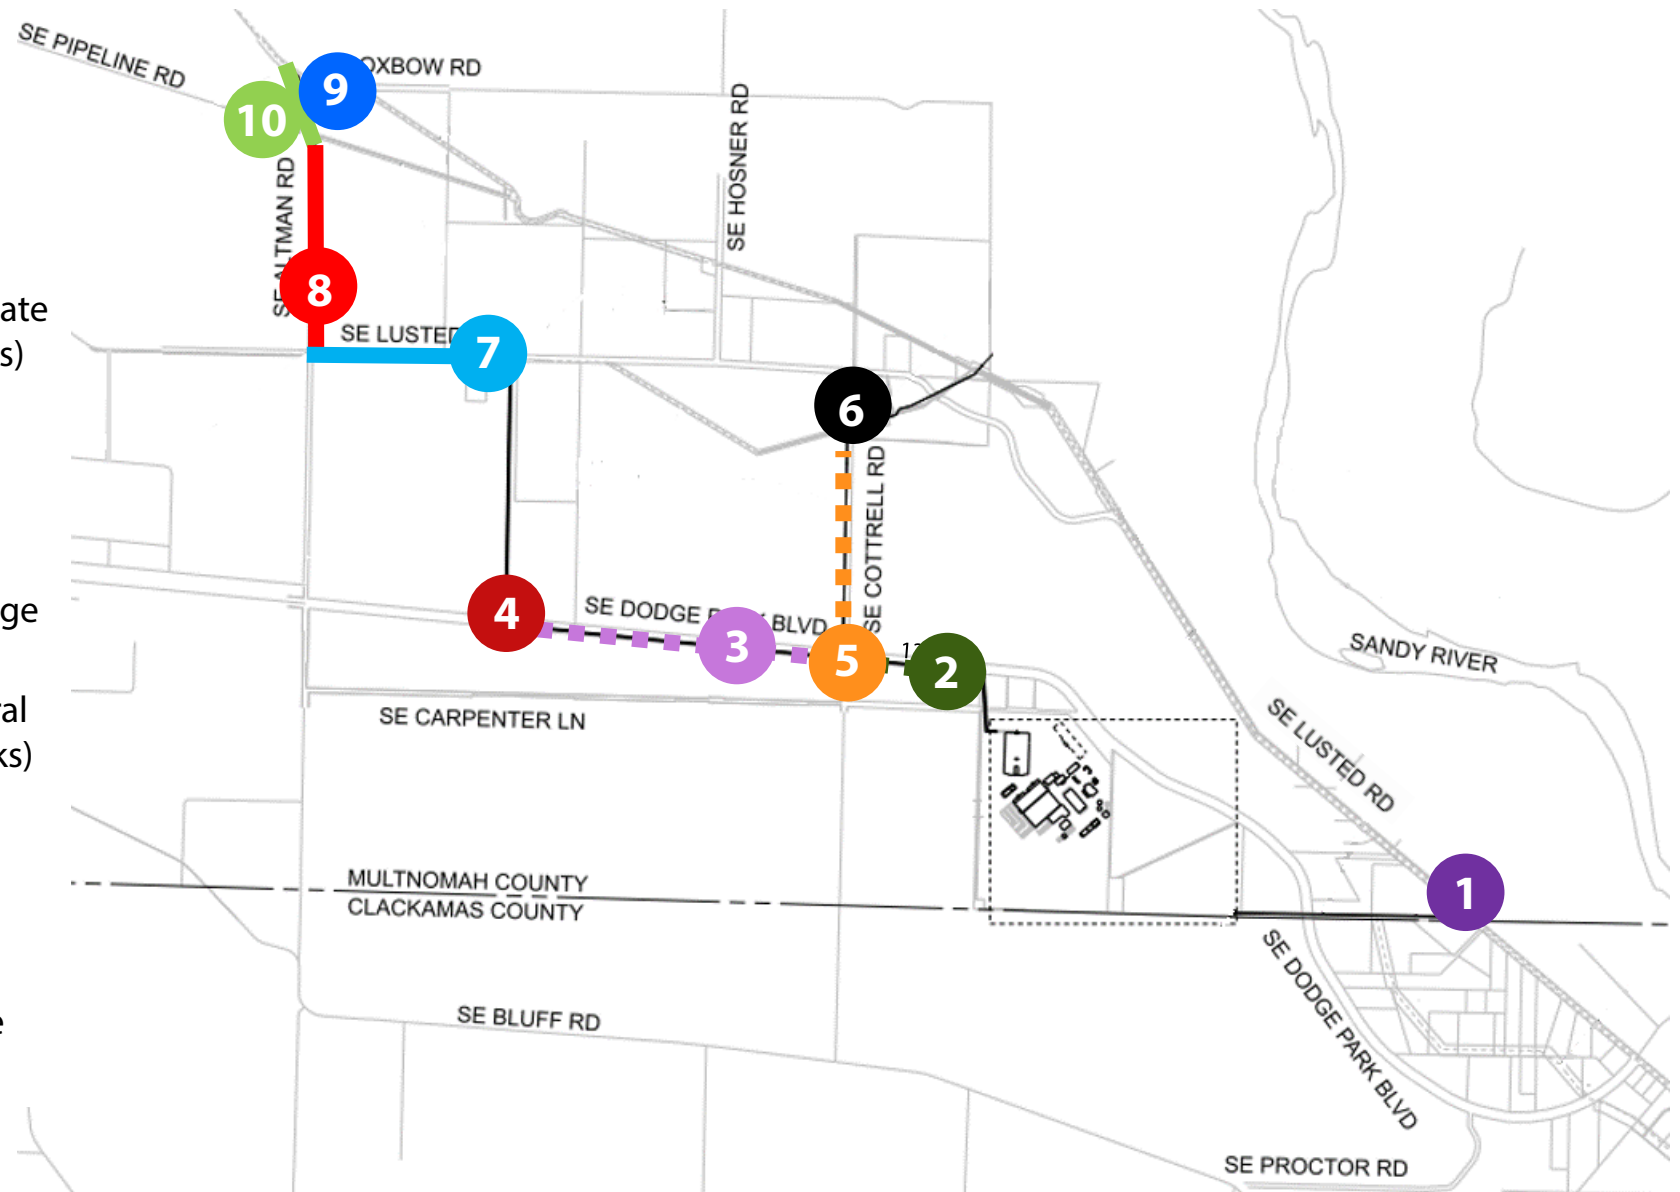 SE PIPELINE RD
OXBOW RD
9
10
SE HOSNER RD
SE ALTMAN RD
8
ate
s)
SE LUSTED
7
6
SE COTTRELL RD
ge
4
SE DODGE
BLVD
3
5
2
SANDY RIVER
ral
ks)
SE CARPENTER LN
SE LUSTED RD
MULTNOMAH COUNTY
CLACKAMAS COUNTY
1
SE DODGE PARK BLVD
e
SE BLUFF RD
SE PROCTOR RD